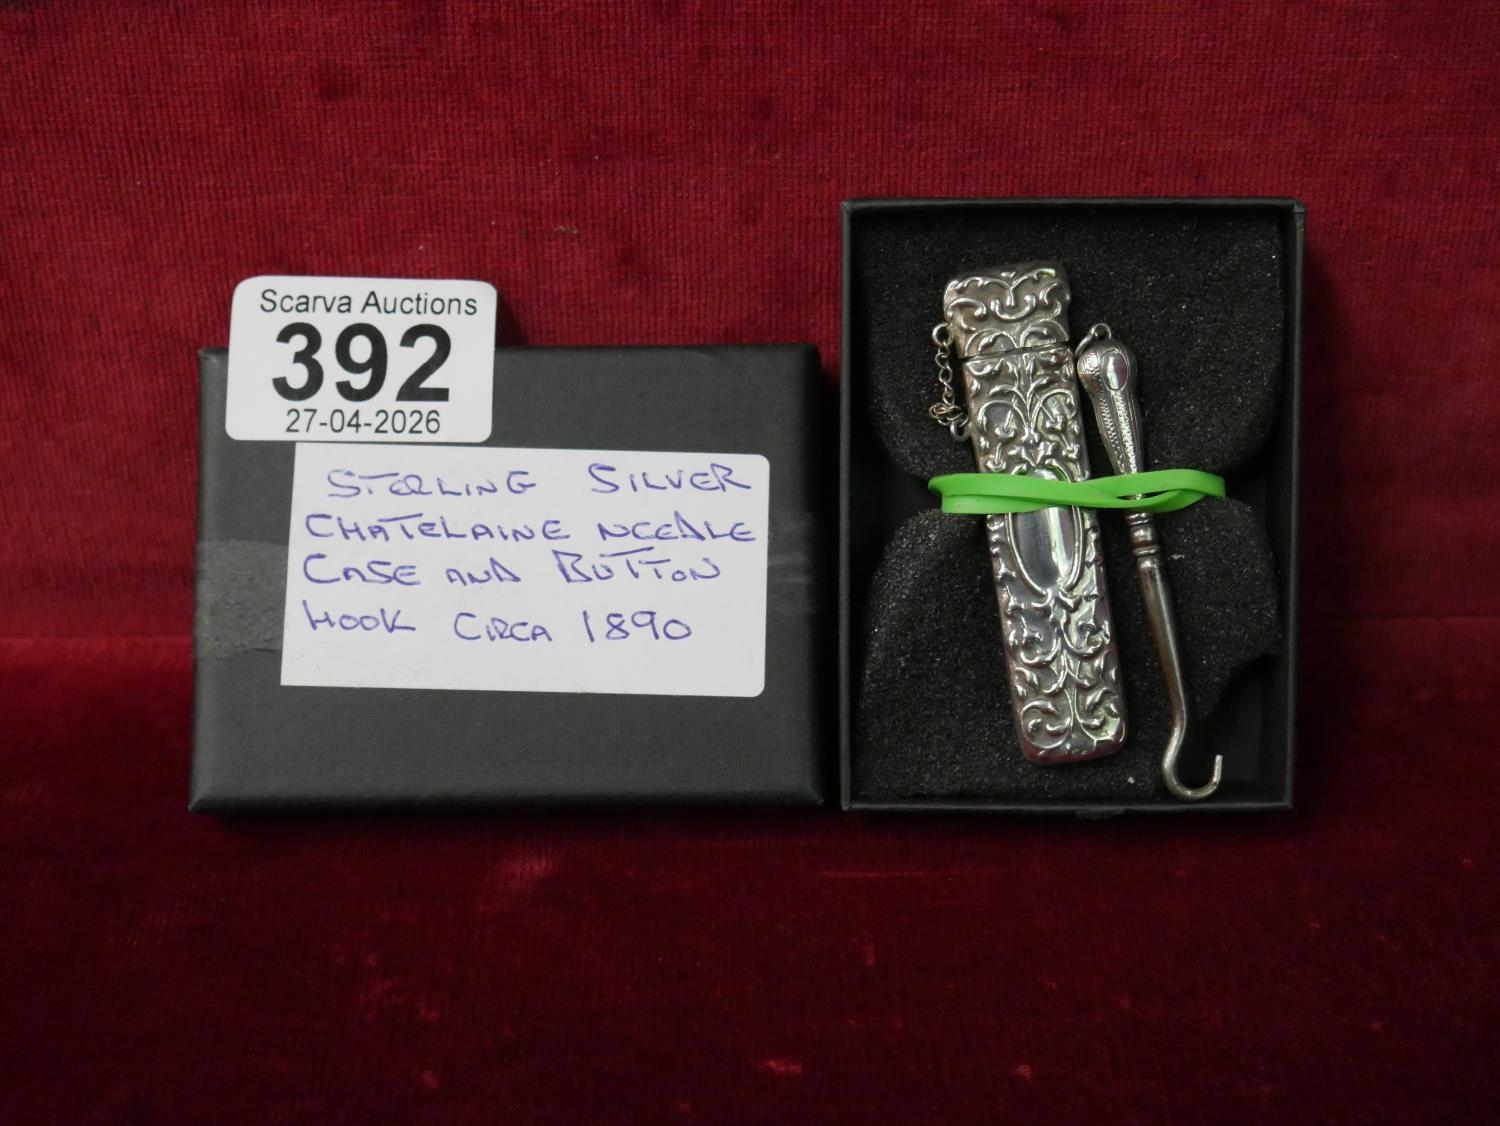 Scarva Auctions
392
27-04-2026
STERLING SILVER
CHATELAINE NEEDLE
CASE AND BUTTON
HOOK CIRCA 1890